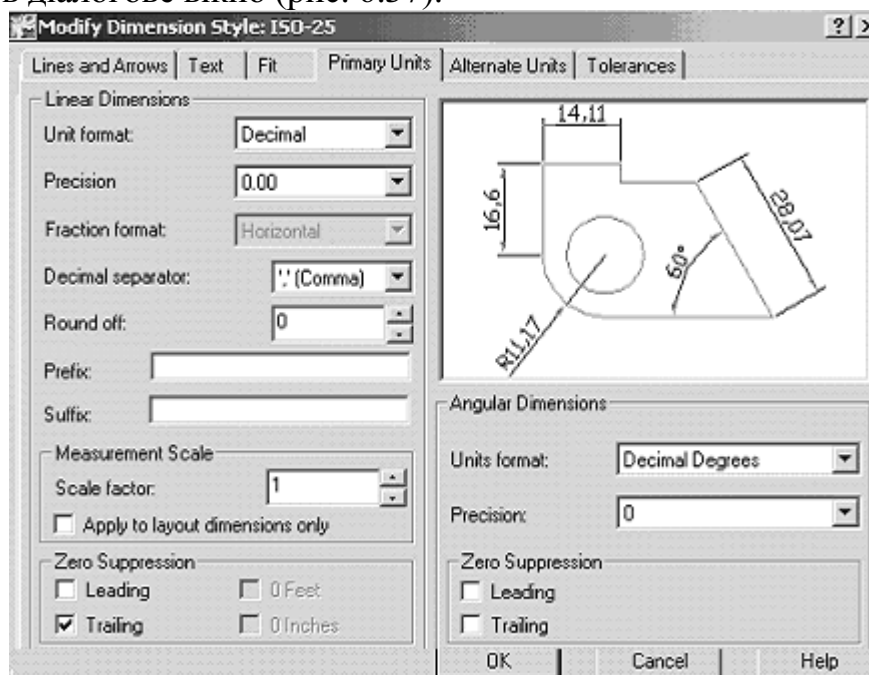 в діалогове вікно (рис. 6.37).
Modify Dimension Style: ISO-25
Lines and Arrows Text Fit Primary Units Alternate Units Tolerances
Linear Dimensions
Unit format: Decimal
Precision 0.00
Fraction format: Horizontal
Decimal separator: ',' (Comma)
Round off: 0
Prefix:
Suffix:
Measurement Scale
Scale factor: 1
Apply to layout dimensions only
Zero Suppression
Leading 0 Feet
Trailing 0 Inches
14,11
16,6
28,07
60°
R11,17
Angular Dimensions
Units format: Decimal Degrees
Precision: 0
Zero Suppression
Leading
Trailing
OK Cancel Help